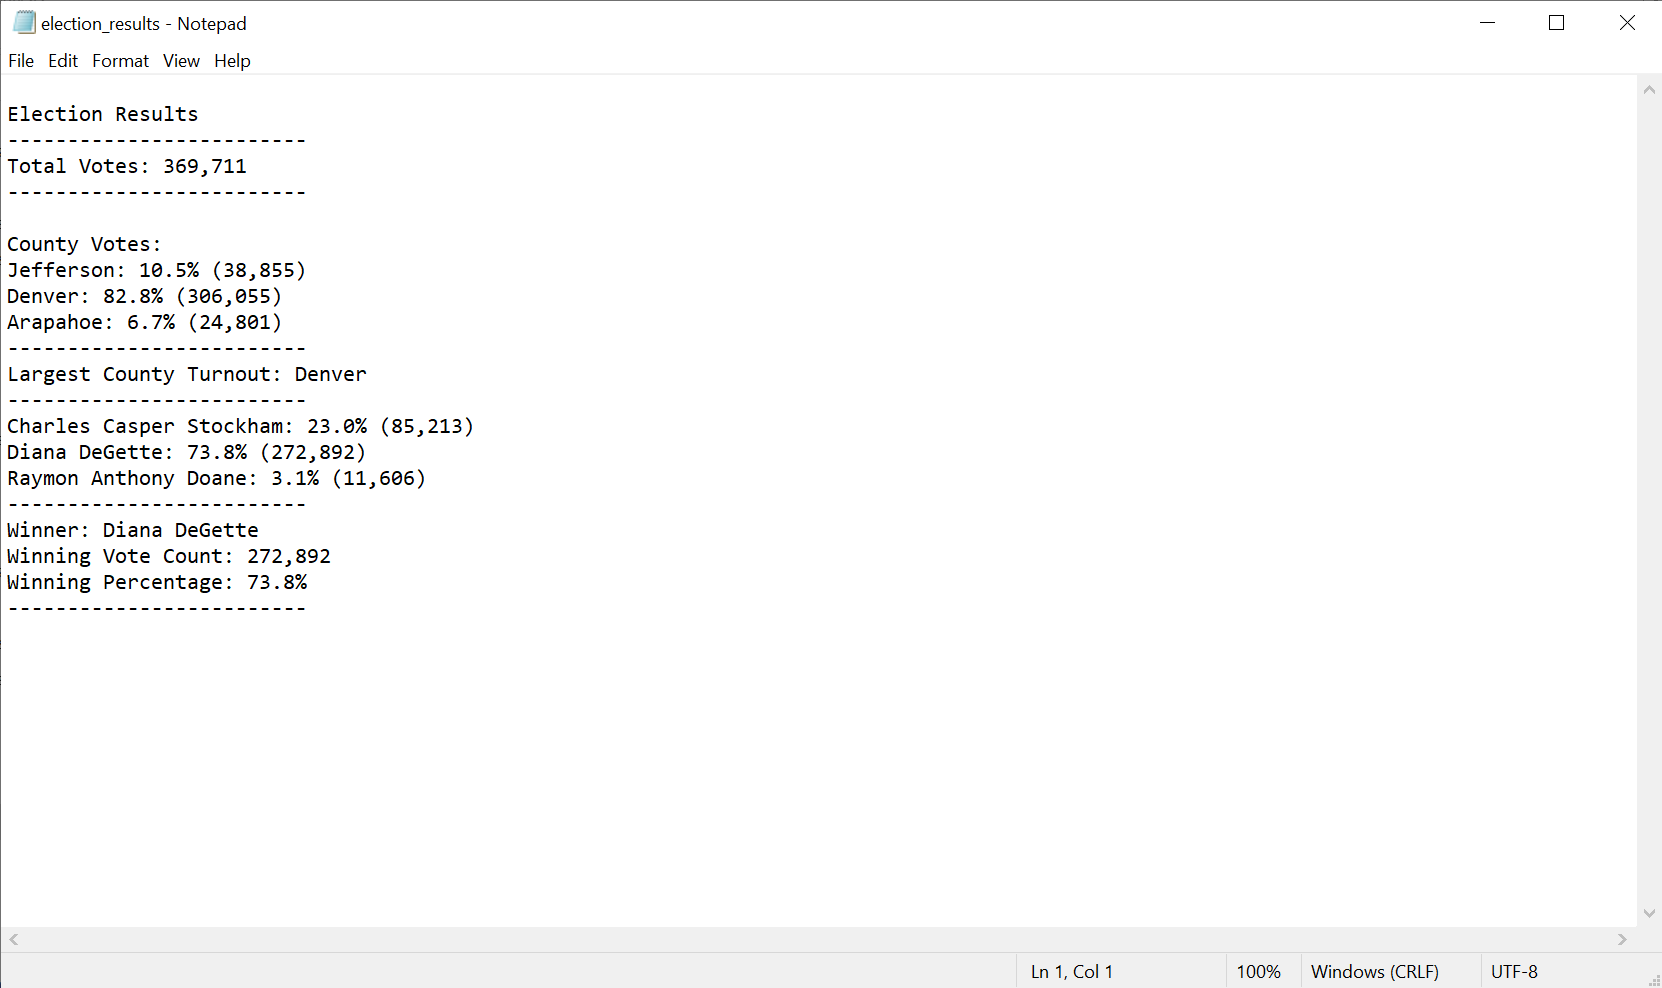 election_results - Notepad
File Edit Format View Help
Election Results
-------------------------
Total Votes: 369,711
-------------------------
County Votes:
Jefferson: 10.5% (38,855)
Denver: 82.8% (306,055)
Arapahoe: 6.7% (24,801)
-------------------------
Largest County Turnout: Denver
-------------------------
Charles Casper Stockham: 23.0% (85,213)
Diana DeGette: 73.8% (272,892)
Raymon Anthony Doane: 3.1% (11,606)
-------------------------
Winner: Diana DeGette
Winning Vote Count: 272,892
Winning Percentage: 73.8%
-------------------------
Ln 1, Col 1 100% Windows (CRLF) UTF-8